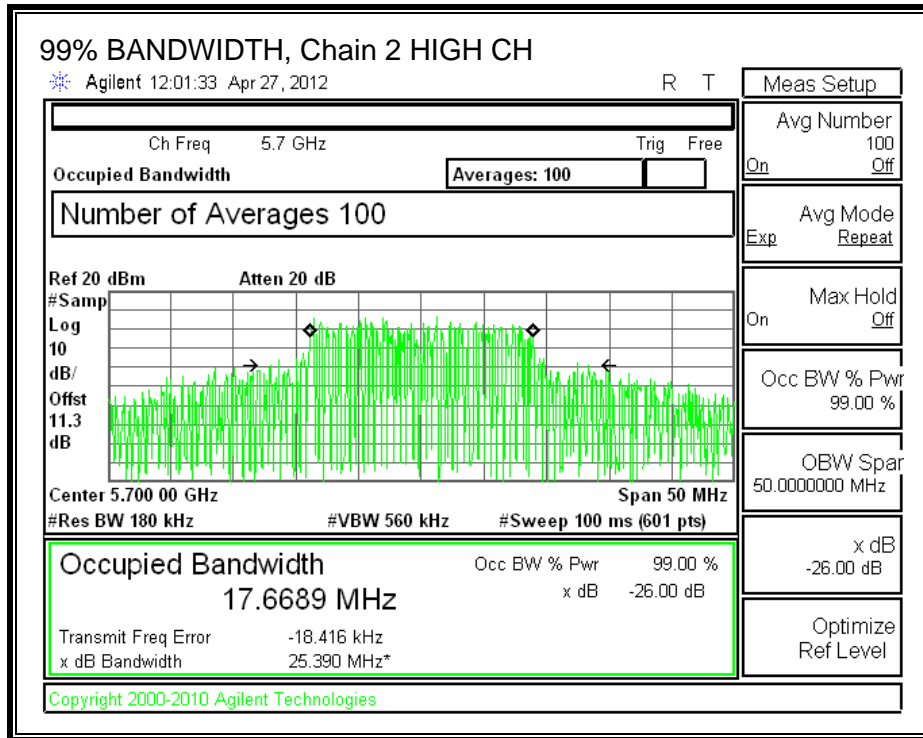 99% BANDWIDTH, Chain 2 HIGH CH
Agilent 12:01:33 Apr 27, 2012 R T
Ch Freq 5.7 GHz Trig Free
Occupied Bandwidth Averages: 100
Number of Averages 100
Ref 20 dBm Atten 20 dB
#Samp
Log
10
dB/
Offst
11.3
dB
Center 5.700 00 GHz Span 50 MHz
#Res BW 180 kHz #VBW 560 kHz #Sweep 100 ms (601 pts)
Occupied Bandwidth Occ BW % Pwr 99.00 %
17.6689 MHz x dB -26.00 dB
Transmit Freq Error -18.416 kHz
x dB Bandwidth 25.390 MHz*
Copyright 2000-2010 Agilent Technologies
Meas Setup
Avg Number
100
On Off
Avg Mode
Exp Repeat
Max Hold
On Off
Occ BW % Pwr
99.00 %
OBW Span
50.0000000 MHz
x dB
-26.00 dB
Optimize
Ref Level